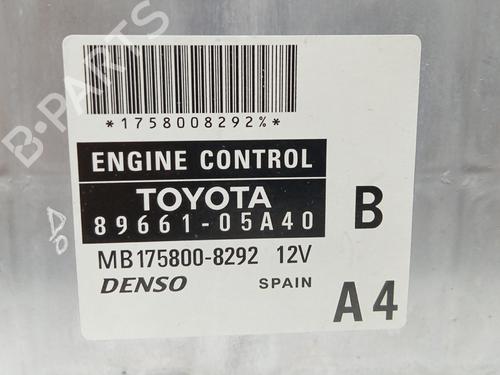 *1758008292%*
ENGINE CONTROL
TOYOTA
89661-05A40
B
MB175800-8292 12V
DENSO SPAIN
A4
B-PARTS